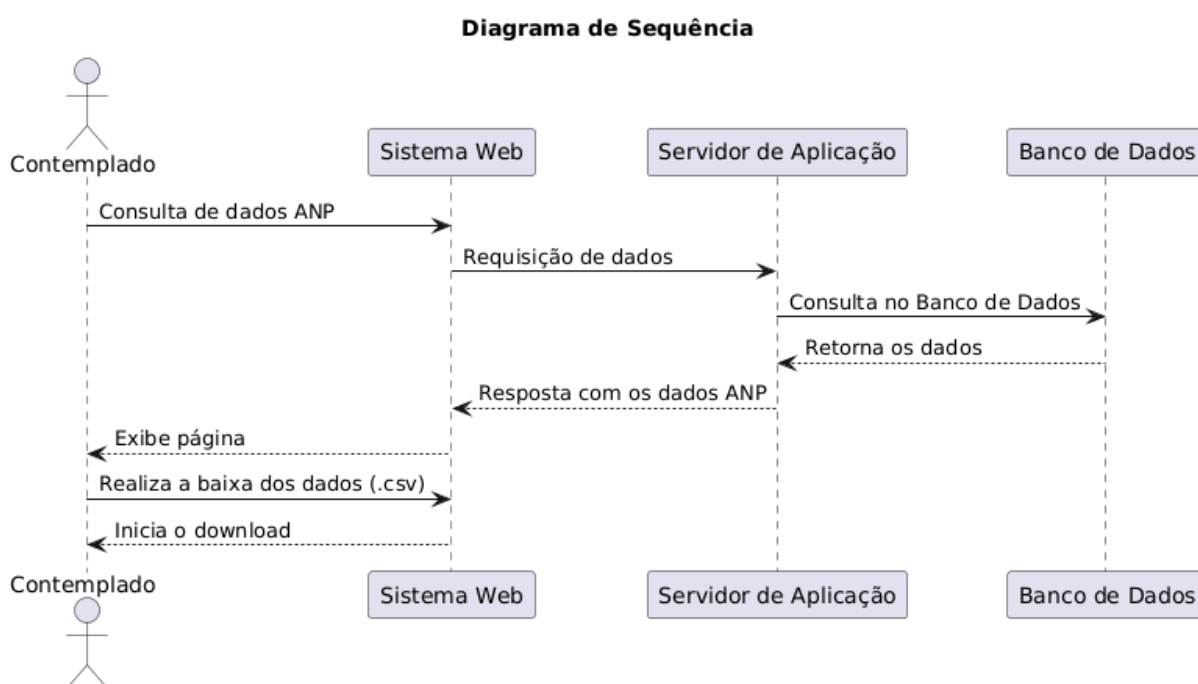 Diagrama de Sequência
Contemplado
Sistema Web
Servidor de Aplicação
Banco de Dados
Consulta de dados ANP
Requisição de dados
Consulta no Banco de Dados
Retorna os dados
Resposta com os dados ANP
Exibe página
Realiza a baixa dos dados (.csv)
Inicia o download
Contemplado
Sistema Web
Servidor de Aplicação
Banco de Dados